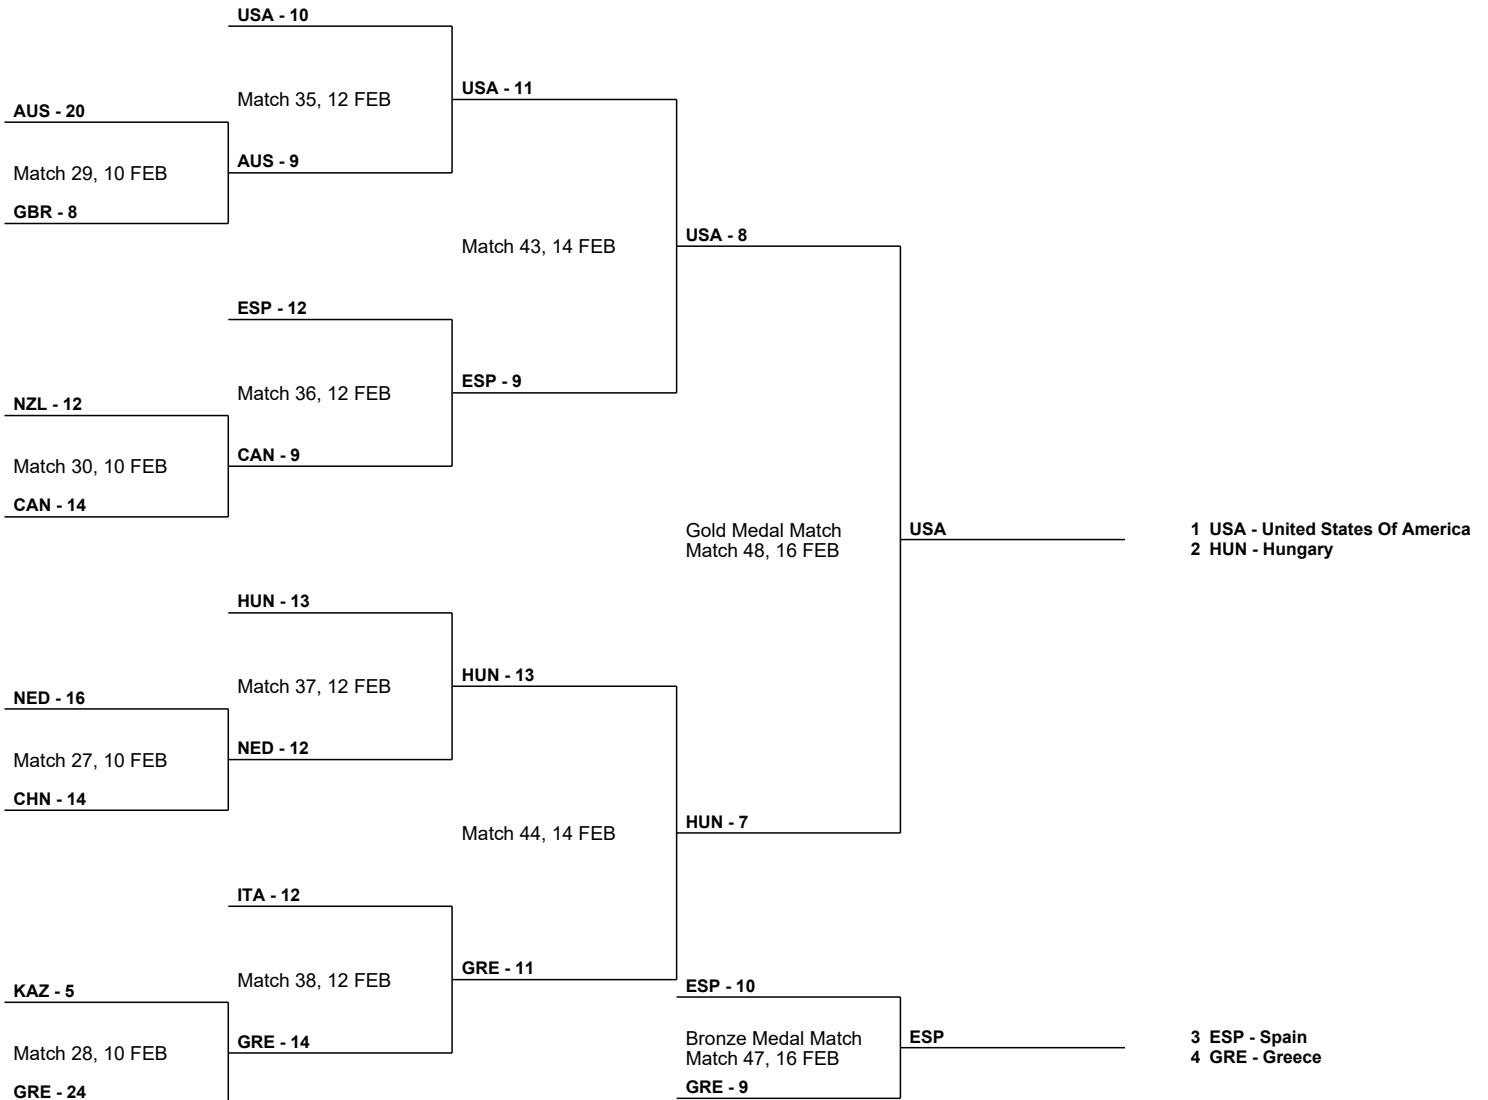 USA - 10
Match 35, 12 FEB
USA - 11
AUS - 20
Match 29, 10 FEB
AUS - 9
GBR - 8
Match 43, 14 FEB
USA - 8
ESP - 12
Match 36, 12 FEB
ESP - 9
NZL - 12
Match 30, 10 FEB
CAN - 9
CAN - 14
Gold Medal Match
Match 48, 16 FEB
USA
1 USA - United States Of America
2 HUN - Hungary
HUN - 13
Match 37, 12 FEB
HUN - 13
NED - 16
Match 27, 10 FEB
NED - 12
CHN - 14
Match 44, 14 FEB
HUN - 7
ITA - 12
Match 38, 12 FEB
GRE - 11
KAZ - 5
Match 28, 10 FEB
GRE - 14
GRE - 24
ESP - 10
Bronze Medal Match
Match 47, 16 FEB
ESP
GRE - 9
3 ESP - Spain
4 GRE - Greece